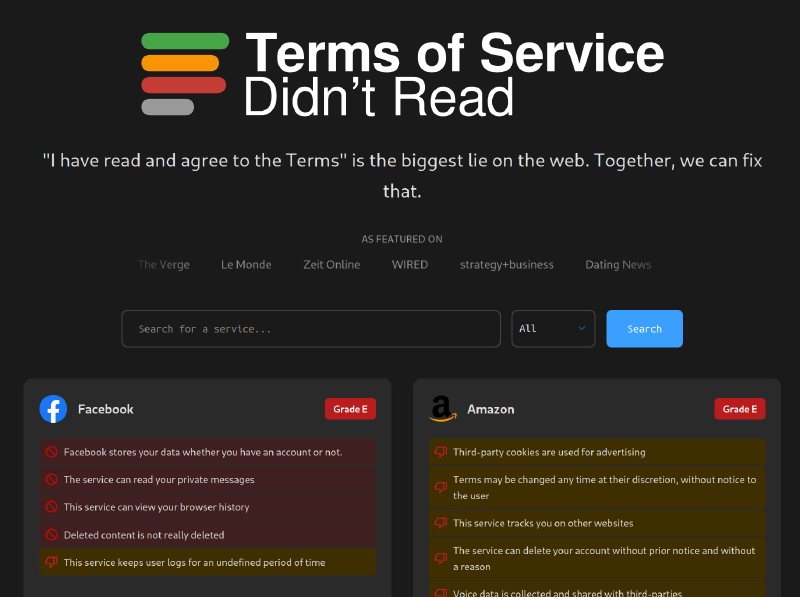 Terms of Service
Didn't Read
"I have read and agree to the Terms" is the biggest lie on the web. Together, we can fix
that.
AS FEATURED ON
The Verge Le Monde Zeit Online WIRED strategy+business Dating News
Search for a service... All Search
Facebook Grade E
Facebook stores your data whether you have an account or not.
The service can read your private messages
This service can view your browser history
Deleted content is not really deleted
This service keeps user logs for an undefined period of time
Amazon Grade E
Third-party cookies are used for advertising
Terms may be changed any time at their discretion, without notice to
the user
This service tracks you on other websites
The service can delete your account without prior notice and without
a reason
Voice data is collected and shared with third-parties